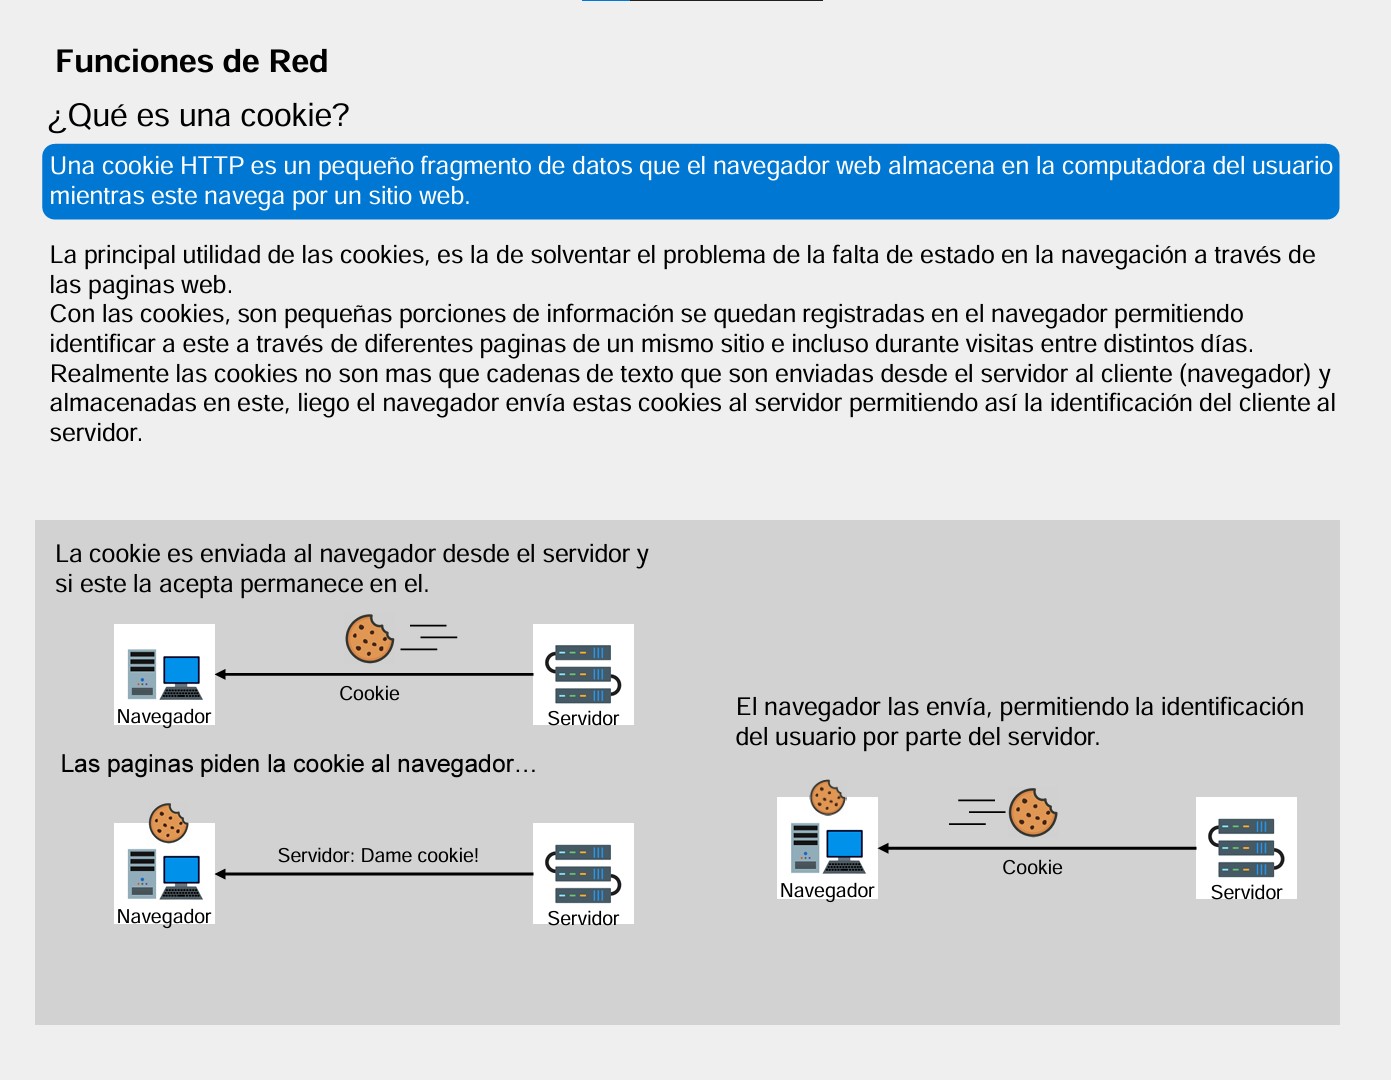 Funciones de Red
¿Qué es una cookie?
Una cookie HTTP es un pequeño fragmento de datos que el navegador web almacena en la computadora del usuario
mientras este navega por un sitio web.
La principal utilidad de las cookies, es la de solventar el problema de la falta de estado en la navegación a través de
las paginas web.
Con las cookies, son pequeñas porciones de información se quedan registradas en el navegador permitiendo
identificar a este a través de diferentes paginas de un mismo sitio e incluso durante visitas entre distintos días.
Realmente las cookies no son mas que cadenas de texto que son enviadas desde el servidor al cliente (navegador) y
almacenadas en este, liego el navegador envía estas cookies al servidor permitiendo así la identificación del cliente al
servidor.
La cookie es enviada al navegador desde el servidor y
si este la acepta permanece en el.
Cookie
Navegador
Servidor
Las paginas piden la cookie al navegador…
Servidor: Dame cookie!
Navegador
Servidor
El navegador las envía, permitiendo la identificación
del usuario por parte del servidor.
Cookie
Navegador
Servidor